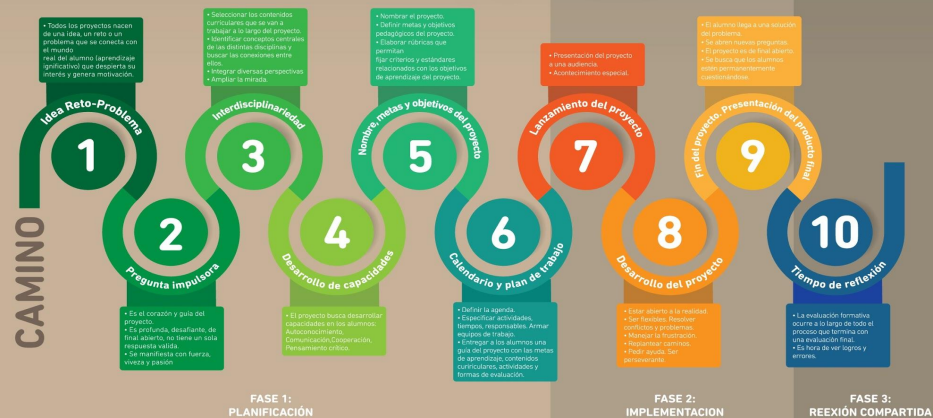 CAMINO
• Todos los proyectos nacen
de una idea, un reto o un
problema que se conecta con
el mundo
real del alumno (aprendizaje
ignificativo) que despierta su
interés y genera motivación.
Idea Reto-Problema
1
2
Pregunta impulsora
• Es el corazón y guía del
proyecto.
• Es profunda, desafiante, de
final abierto, no tiene un sola
respuesta valida.
• Se manifiesta con fuerza,
viveza y pasión
• Seleccionar los contenidos
curriculares que se van a
trabajar a lo largo del proyecto.
• Identificar conceptos centrales
de las distintas disciplinas y
buscar las conexiones entre
ellos.
• Integrar diversas perspectivas
• Ampliar la mirada.
Interdisciplinariedad
3
4
Desarrollo de capacidades
• El proyecto busca desarrollar
capacidades en los alumnos:
Autoconocimiento,
Comunicación,Cooperación,
Pensamiento crítico.
• Nombrar el proyecto.
• Definir metas y objetivos
pedagógicos del proyecto.
• Elaborar rúbricas que
permitan
fijar criterios y estándares
relacionados con los objetivos
de aprendizaje del proyecto.
Nombre, metas y objetivos del proyecto
5
6
Calendario y plan de trabajo
• Definir la agenda.
• Especificar actividades,
tiempos, responsables. Armar
equipos de trabajo.
• Entregar a los alumnos una
guía del proyecto con las metas
de aprendizaje, contenidos
curriculares, actividades y
formas de evaluación.
• Presentación del proyecto
a una audiencia.
• Acontecimiento especial.
Lanzamiento del proyecto
7
8
Desarrollo del proyecto
• Estar abierto a la realidad.
• Ser flexibles. Resolver
conflictos y problemas.
• Manejar la frustración.
• Replantear caminos.
• Pedir ayuda. Ser
perseverante.
• El alumno llega a una solución
del problema
• Se abren nuevas preguntas.
• El proyecto es de final abierto.
• Se busca que los alumnos
estén permanentemente
cuestionándose
Fin del proyecto. Presentación del producto final
9
10
Tiempo de reflexión
• La evaluación formativa
ocurre a lo largo de todo el
proceso que termina con
una evaluación final.
• Es hora de ver logros y
errores.
FASE 1:
PLANIFICACIÓN
FASE 2:
IMPLEMENTACION
FASE 3:
REEXIÓN COMPARTIDA